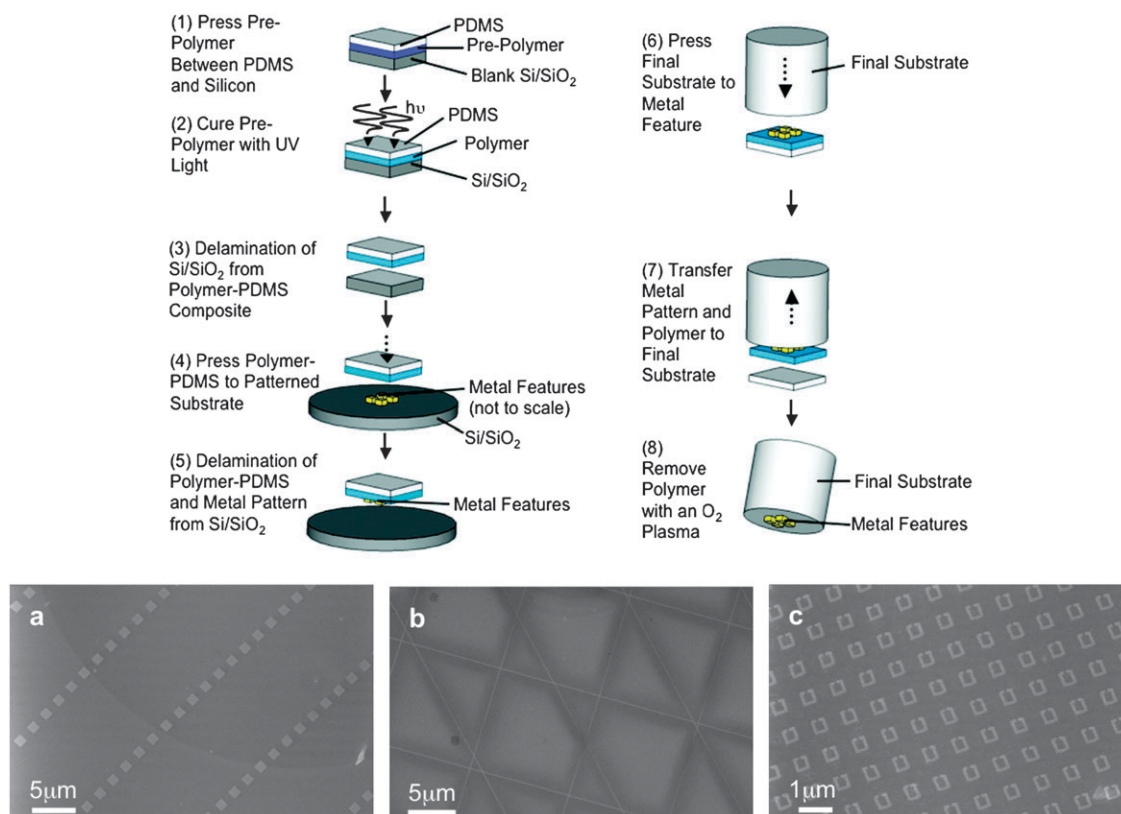 (1) Press Pre-
Polymer
Between PDMS
and Silicon
PDMS
Pre-Polymer
Blank Si/SiO₂
(2) Cure Pre-
Polymer with UV
Light
hυ
PDMS
Polymer
Si/SiO₂
(3) Delamination of
Si/SiO₂ from
Polymer-PDMS
Composite
(4) Press Polymer-
PDMS to Patterned
Substrate
Metal Features
(not to scale)
Si/SiO₂
(5) Delamination of
Polymer-PDMS
and Metal Pattern
from Si/SiO₂
Metal Features
(6) Press
Final
Substrate to
Metal
Feature
Final Substrate
(7) Transfer
Metal
Pattern and
Polymer to
Final
Substrate
(8)
Remove
Polymer
with an O₂
Plasma
Final Substrate
Metal Features
a
5μm
b
5μm
c
1μm